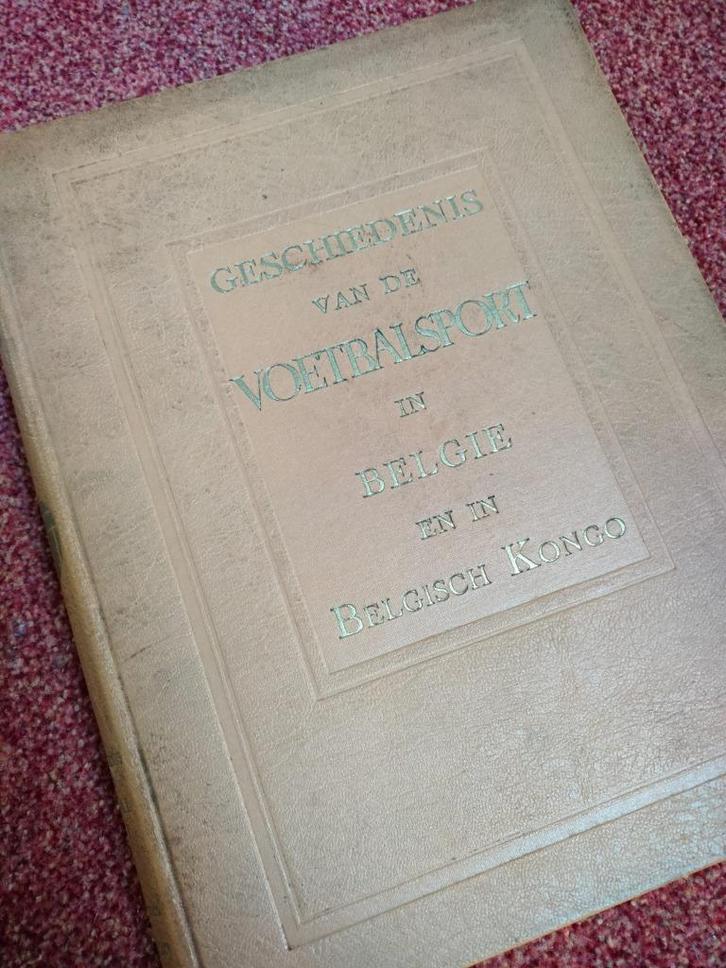 GESCHIEDENIS
VAN DE
VOETBALSPORT
IN
BELGIE
EN IN
BELGISCH KONGO